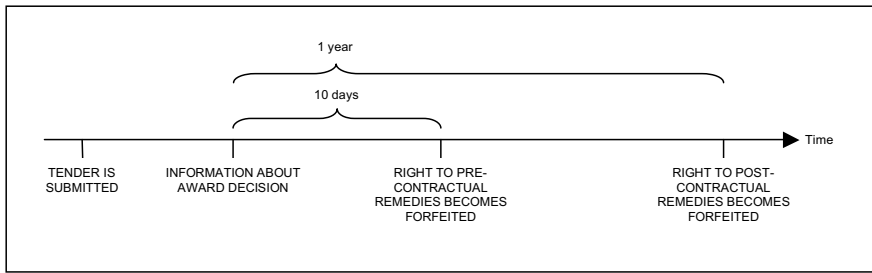 1 year
10 days
Time
TENDER IS
SUBMITTED
INFORMATION ABOUT
AWARD DECISION
RIGHT TO PRE-
CONTRACTUAL
REMEDIES BECOMES
FORFEITED
RIGHT TO POST-
CONTRACTUAL
REMEDIES BECOMES
FORFEITED